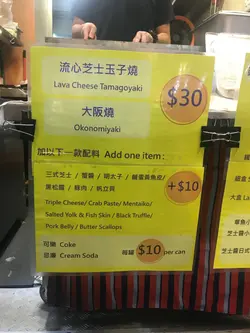 流心芝士玉子燒
Lava Cheese Tamagoyaki
$30
大阪燒
Okonomiyaki
加以下一款配料 Add one item:
三式芝士 / 蟹醬 / 明太子 / 鹹蛋黃魚皮/
黑松露 / 豚肉 / 帆立貝
+$10
Triple Cheese/ Crab Paste/ Mentaiko/
Salted Yolk & Fish Skin / Black Truffle/
Pork Belly / Butter Scallops
可樂 Coke
忌廉 Cream Soda
每罐 $10 per can